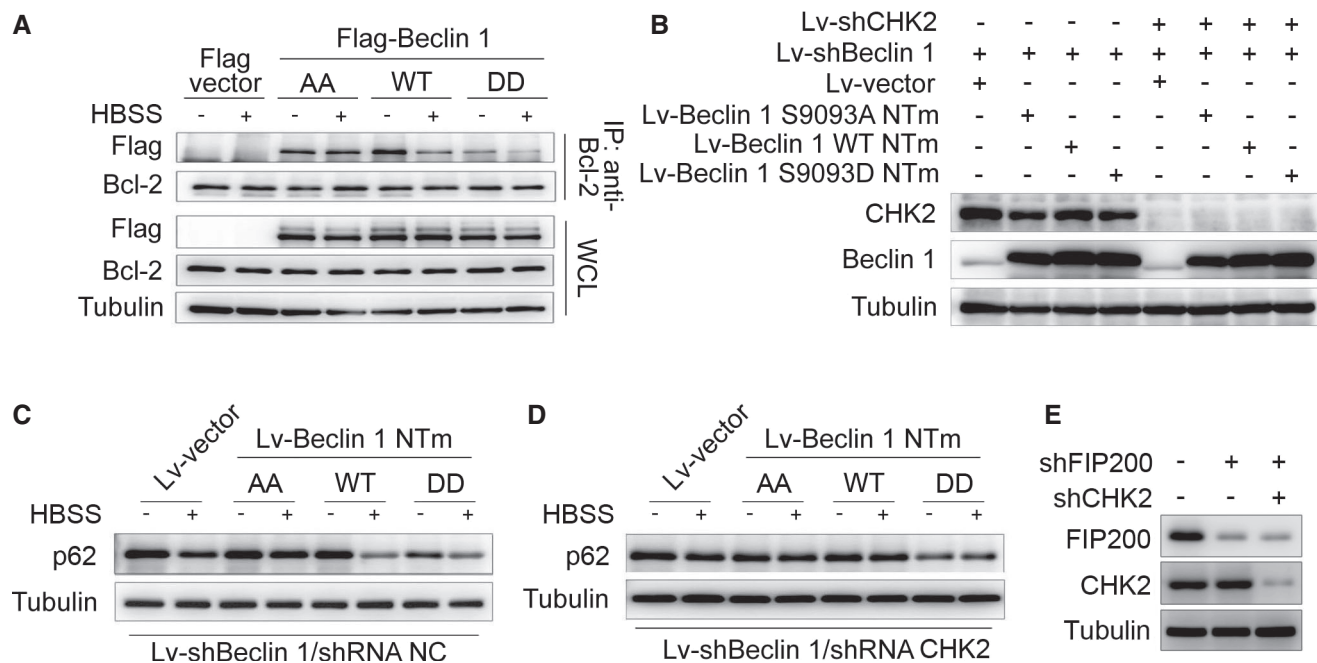 A
Flag vector
Flag-Beclin 1
AA WT DD
HBSS - + - + - + - +
Flag
Bcl-2
IP: anti-Bcl-2
Flag
Bcl-2
Tubulin
WCL
B
Lv-shCHK2 - - - - + + + +
Lv-shBeclin 1 + + + + + + + +
Lv-vector + - - - + - - -
Lv-Beclin 1 S9093A NTm - + - - - + - -
Lv-Beclin 1 WT NTm - - + - - - + -
Lv-Beclin 1 S9093D NTm - - - + - - - +
CHK2
Beclin 1
Tubulin
C
Lv-vector
Lv-Beclin 1 NTm
AA WT DD
HBSS - + - + - + - +
p62
Tubulin
Lv-shBeclin 1/shRNA NC
D
Lv-vector
Lv-Beclin 1 NTm
AA WT DD
HBSS - + - + - + - +
p62
Tubulin
Lv-shBeclin 1/shRNA CHK2
E
shFIP200 - + +
shCHK2 - - +
FIP200
CHK2
Tubulin